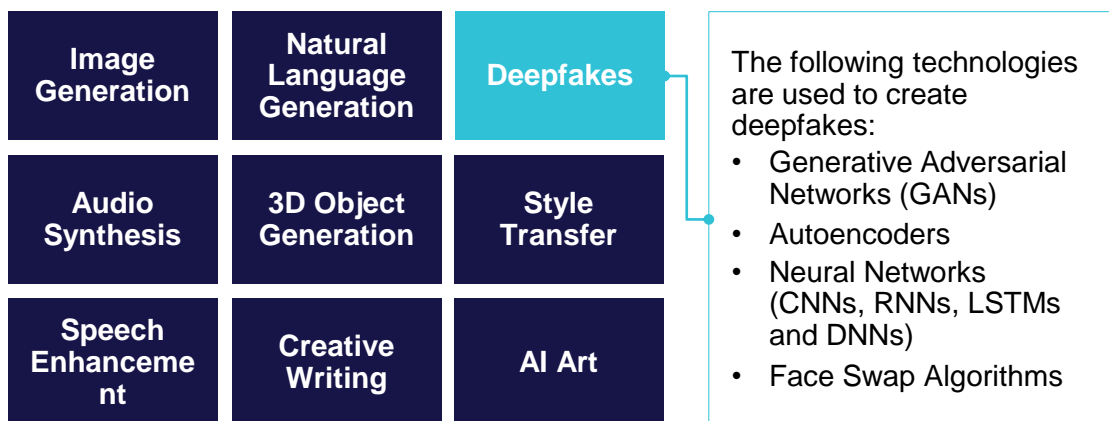 Image
Generation
Natural
Language
Generation
Deepfakes
Audio
Synthesis
3D Object
Generation
Style
Transfer
Speech
Enhanceme
nt
Creative
Writing
AI Art
The following technologies
are used to create
deepfakes:
• Generative Adversarial
Networks (GANs)
• Autoencoders
• Neural Networks
(CNNs, RNNs, LSTMs
and DNNs)
• Face Swap Algorithms